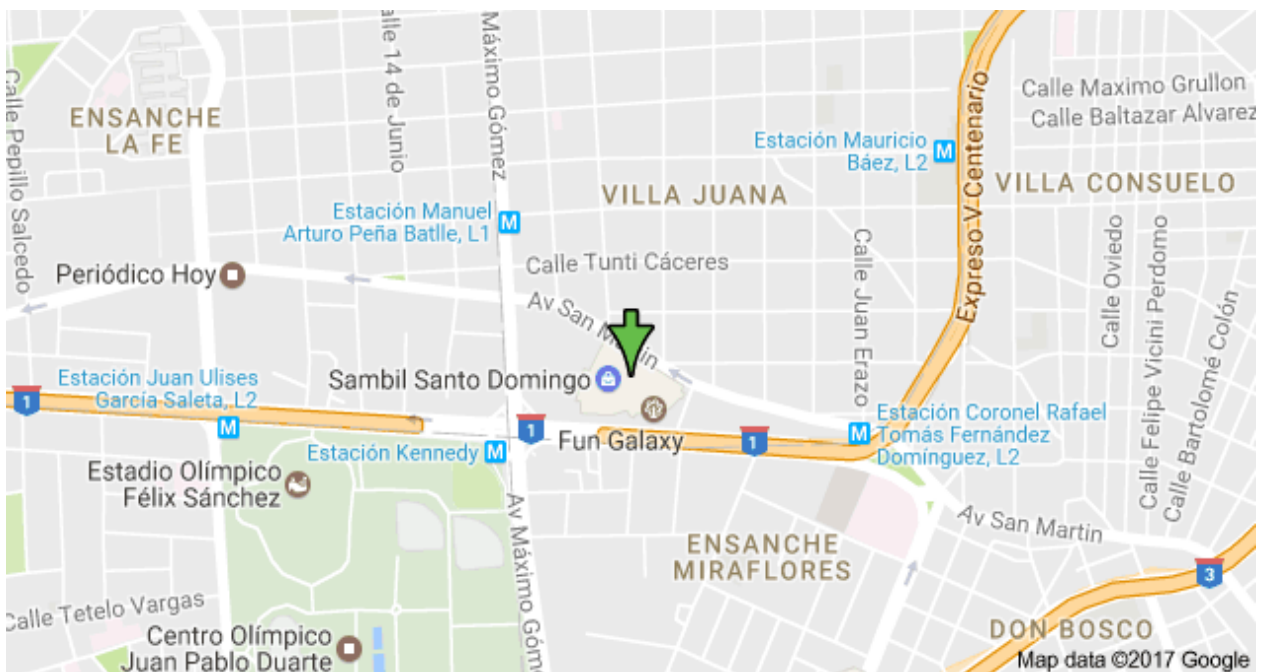 Calle Pepillo Salcedo
ENSANCHE
LA FE
Calle 14 de Junio
Máximo Gómez
Expreso V Centenario
Calle Maximo Grullon
Calle Baltazar Alvarez
Estación Mauricio
Báez, L2
M
VILLA JUANA
VILLA CONSUELO
Estación Manuel
Arturo Peña Batlle, L1
M
Periódico Hoy
Calle Tunti Cáceres
Av San Martin
Calle Juan Erazo
Calle Oviedo
Calle Felipe Vicini Perdomo
Calle Bartolomé Colón
Sambil Santo Domingo
Estación Juan Ulises
García Saleta, L2
M
1
1
1
Fun Galaxy
Estación Kennedy
M
M
Estación Coronel Rafael
Tomás Fernández
Domínguez, L2
Estadio Olímpico
Félix Sánchez
Av Máximo Góm
Av San Martin
ENSANCHE
MIRAFLORES
3
Calle Tetelo Vargas
Centro Olímpico
Juan Pablo Duarte
DON BOSCO
Map data ©2017 Google